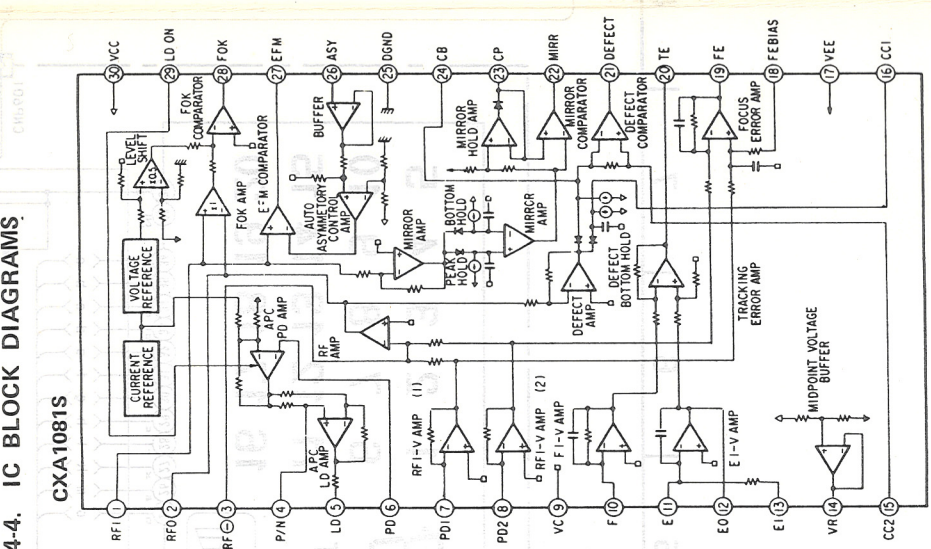 4-4. IC BLOCK DIAGRAMS
CXA1081S
30 VCC
29 LD ON
28 FOK
27 EFM
26 ASY
25 DGND
24 CB
23 CP
22 MIRR
21 DEFECT
20 TE
19 FE
18 FEBIAS
17 VEE
16 CC1
RFI 1
RFO 2
RF(−) 3
P/N 4
LD 5
PD 6
PD1 7
PD2 8
VC 9
F 10
E 11
EO 12
EI 13
VR 14
CC2 15
CURRENT
REFERENCE
VOLTAGE
REFERENCE
LEVEL
SHIFT
X0.5
FOK
COMPARATOR
X1
FOK AMP
EFM COMPARATOR
BUFFER
AUTO
ASYMMETORY
CONTROL
AMP
APC
PD AMP
APC
LD AMP
RF
AMP
MIRROR
AMP
PEAK
HOLD
BOTTOM
HOLD
MIRROR
AMP
MIRROR
HOLD AMP
MIRROR
COMPARATOR
DEFECT
COMPARATOR
DEFECT
AMP
DEFECT
BOTTOM HOLD
FOCUS
ERROR AMP
TRACKING
ERROR AMP
RF I-V AMP (1)
RF I-V AMP (2)
F I-V AMP
E I-V AMP
MIDPOINT VOLTAGE
BUFFER